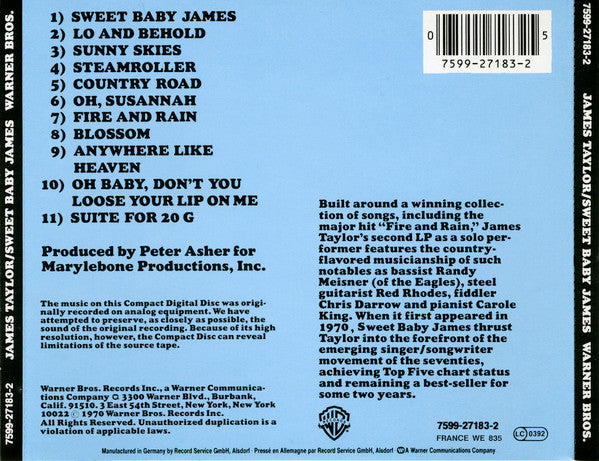 JAMES TAYLOR/SWEET BABY JAMES WARNER BROS.
7599-27183-2
1) SWEET BABY JAMES
2) LO AND BEHOLD
3) SUNNY SKIES
4) STEAMROLLER
5) COUNTRY ROAD
6) OH, SUSANNAH
7) FIRE AND RAIN
8) BLOSSOM
9) ANYWHERE LIKE
HEAVEN
10) OH BABY, DON'T YOU
LOOSE YOUR LIP ON ME
11) SUITE FOR 20 G
Produced by Peter Asher for
Marylebone Productions, Inc.
The music on this Compact Digital Disc was origi-
nally recorded on analog equipment. We have
attempted to preserve, as closely as possible, the
sound of the original recording. Because of its high
resolution, however, the Compact Disc can reveal
limitations of the source tape.
Warner Bros. Records Inc., a Warner Communica-
tions Company 3300 Warner Blvd., Burbank,
Calif. 91510. 3 East 54th Street, New York, New York
10022 © 1970 Warner Bros. Records Inc.
All Rights Reserved. Unauthorized duplication is a
violation of applicable laws.
0 5
7599-27183-2
Built around a winning collec-
tion of songs, including the
major hit "Fire and Rain," James
Taylor's second LP as a solo per-
former features the country-
flavored musicianship of such
notables as bassist Randy
Meisner (of the Eagles), steel
guitarist Red Rhodes, fiddler
Chris Darrow and pianist Carole
King. When it first appeared in
1970, Sweet Baby James thrust
Taylor into the forefront of the
emerging singer/songwriter
movement of the seventies,
achieving Top Five chart status
and remaining a best-seller for
some two years.
WB
7599-27183-2
FRANCE WE 835
LC 0392
Manufactured in Germany by Record Service GmbH, Alsdorf · Pressé en Allemagne par Record Service GmbH, Alsdorf · A Warner Communications Company
7599-27183-2
JAMES TAYLOR/SWEET BABY JAMES WARNER BROS.